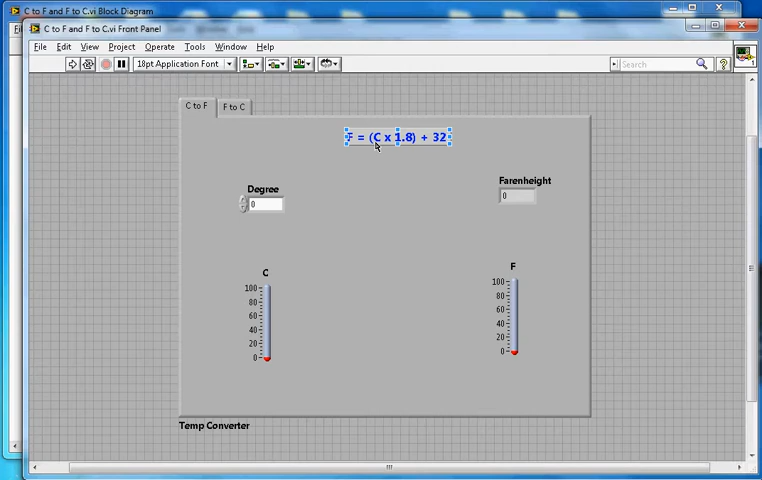 C to F and F to C.vi Block Diagram
C to F and F to C.vi Front Panel
File Edit View Project Operate Tools Window Help
18pt Application Font
Search
C to F
F to C
F = (C x 1.8) + 32
Degree
0
Farenheight
0
C
100
80
60
40
20
0
F
100
80
60
40
20
0
Temp Converter